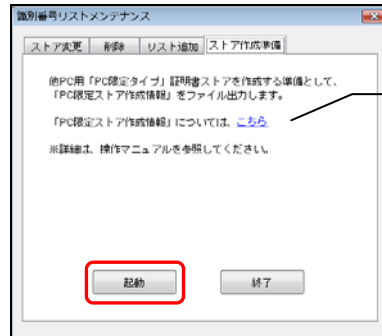 識別番号リストメンテナンス
ストア変更 削除 リスト追加 ストア作成準備
他PC用「PC限定タイプ」証明書ストアを作成する準備として、
「PC限定ストア作成情報」をファイル出力します。
「PC限定ストア作成情報」については、こちら
※詳細は、操作マニュアルを参照してください。
起動 終了